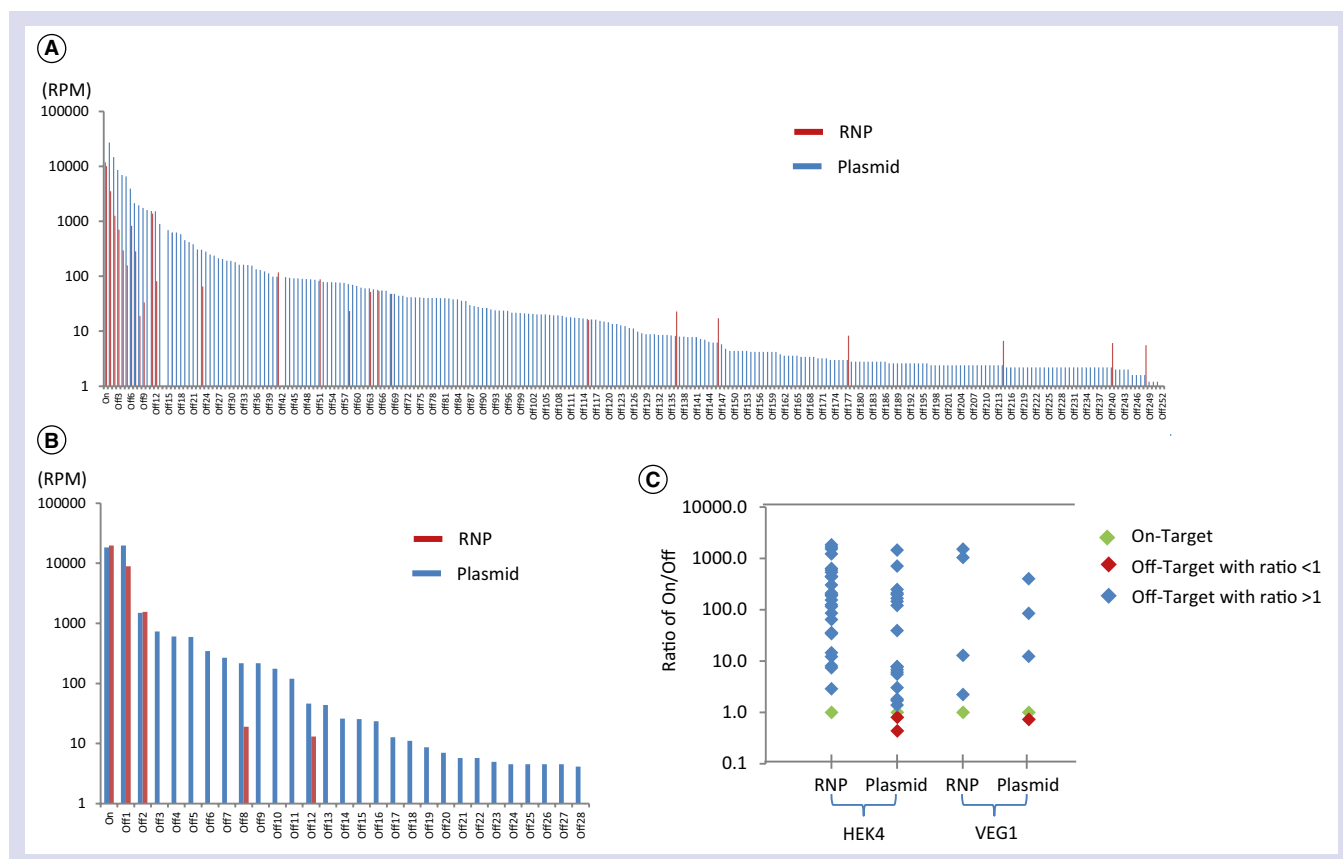 A
(RPM)
100000
10000
1000
100
10
1
RNP
Plasmid
On
Off3
Off6
Off9
Off12
Off15
Off18
Off21
Off24
Off27
Off30
Off33
Off36
Off39
Off42
Off45
Off48
Off51
Off54
Off57
Off60
Off63
Off66
Off69
Off72
Off75
Off78
Off81
Off84
Off87
Off90
Off93
Off96
Off99
Off102
Off105
Off108
Off111
Off114
Off117
Off120
Off123
Off126
Off129
Off132
Off135
Off138
Off141
Off144
Off147
Off150
Off153
Off156
Off159
Off162
Off165
Off168
Off171
Off174
Off177
Off180
Off183
Off186
Off189
Off192
Off195
Off198
Off201
Off204
Off207
Off210
Off213
Off216
Off219
Off222
Off225
Off228
Off231
Off234
Off237
Off240
Off243
Off246
Off249
Off252
B
(RPM)
100000
10000
1000
100
10
1
RNP
Plasmid
On
Off1
Off2
Off3
Off4
Off5
Off6
Off7
Off8
Off9
Off10
Off11
Off12
Off13
Off14
Off15
Off16
Off17
Off18
Off19
Off20
Off21
Off22
Off23
Off24
Off25
Off26
Off27
Off28
C
Ratio of On/Off
10000.0
1000.0
100.0
10.0
1.0
0.1
RNP Plasmid RNP Plasmid
HEK4 VEG1
On-Target
Off-Target with ratio <1
Off-Target with ratio >1